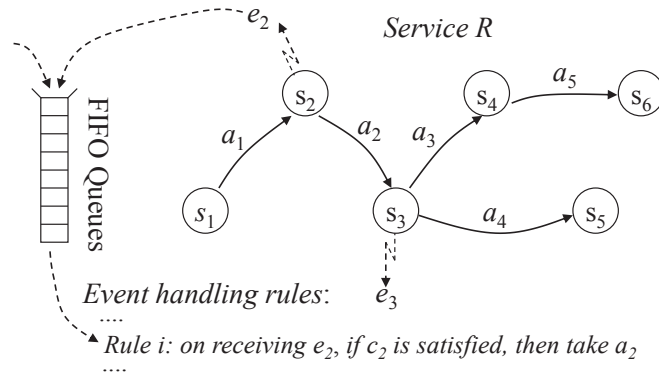 e₂
Service R
s₂
s₄
a₅
s₆
a₁
a₂
a₃
FIFO Queues
s₁
s₃
a₄
s₅
e₃
Event handling rules:
....
Rule i: on receiving e₂, if c₂ is satisfied, then take a₂
....